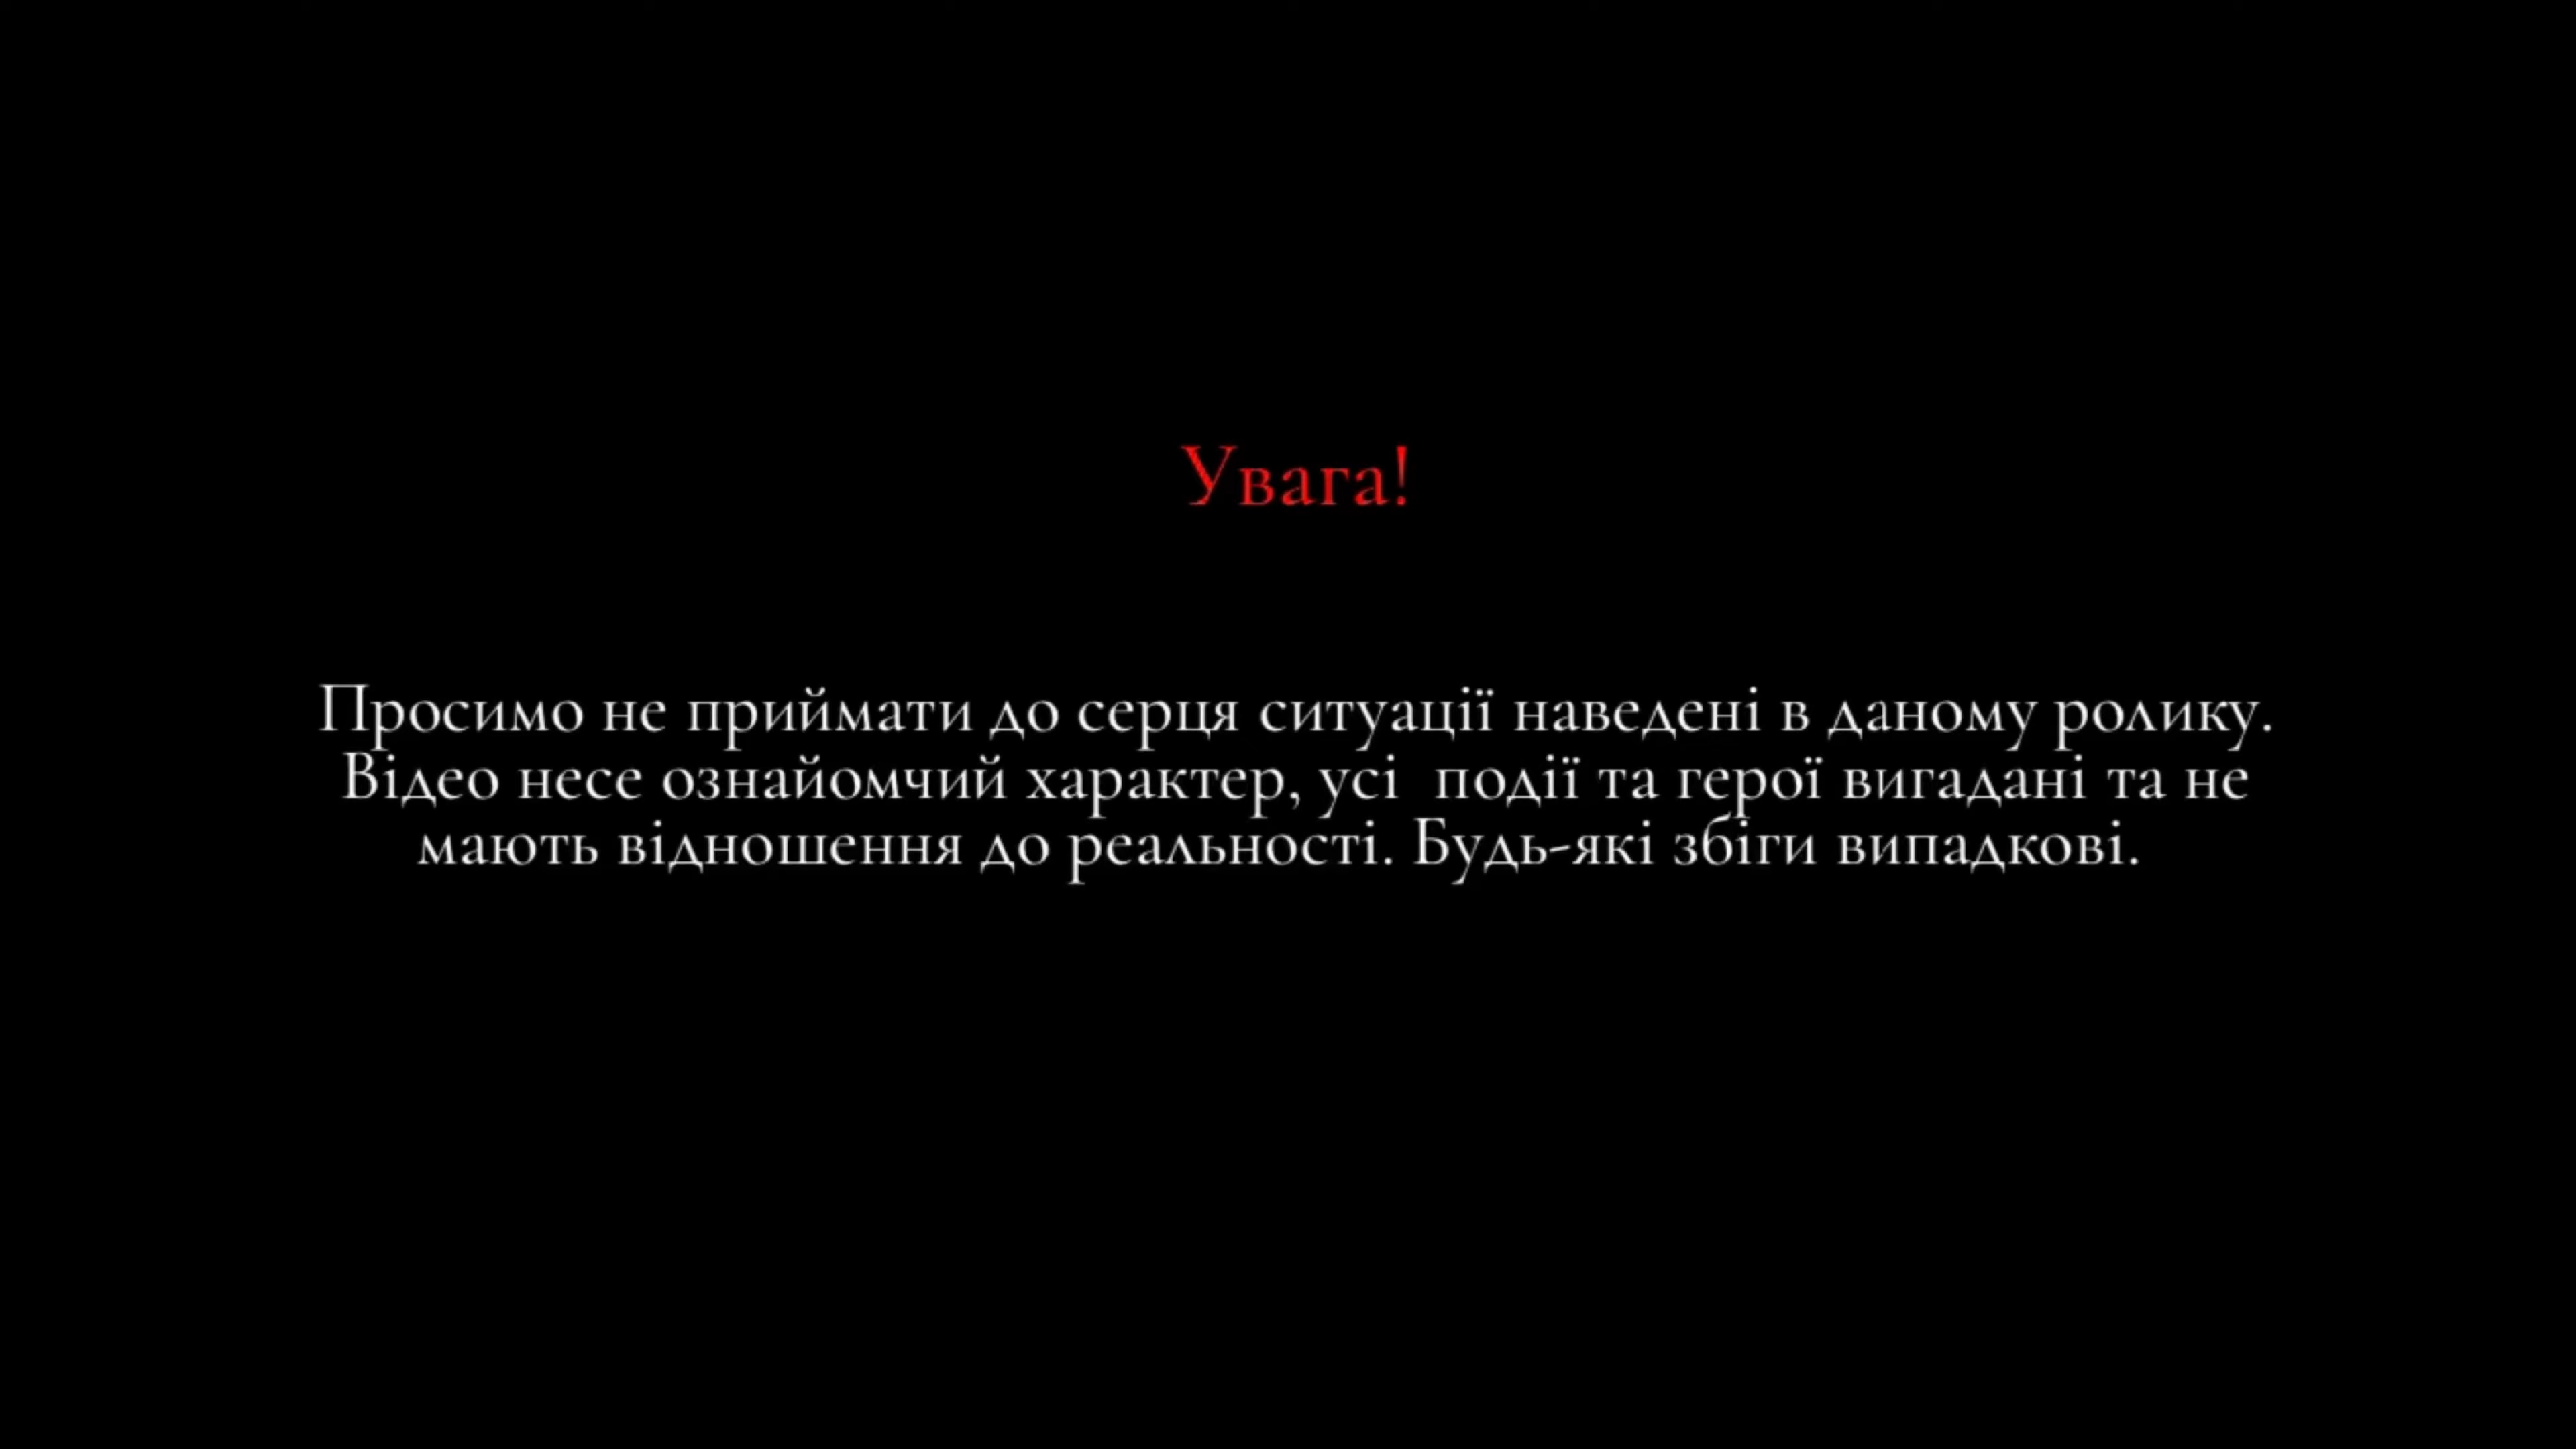 Увага!
Просимо не приймати до серця ситуації наведені в даному ролику.
Відео несе ознайомчий характер, усі  події та герої вигадані та не
мають відношення до реальності. Будь-які збіги випадкові.